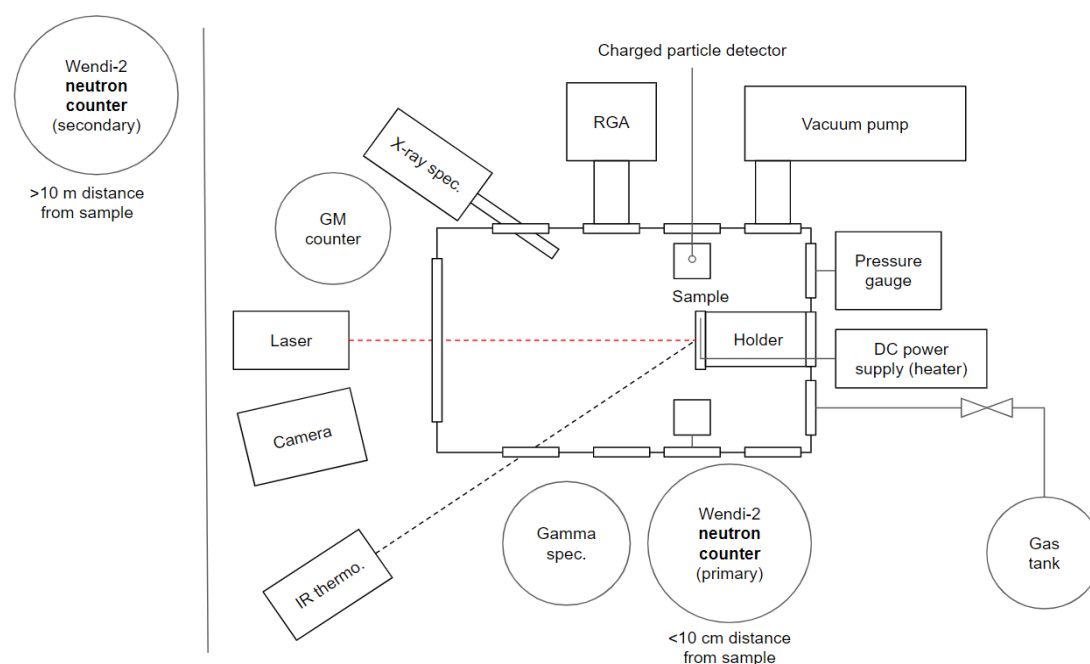 Charged particle detector
Wendi-2
neutron
counter
(secondary)
>10 m distance
from sample
X-ray spec.
RGA
Vacuum pump
GM
counter
Pressure
gauge
Sample
Laser
Holder
DC power
supply (heater)
Camera
IR thermo.
Gamma
spec.
Wendi-2
neutron
counter
(primary)
<10 cm distance
from sample
Gas
tank